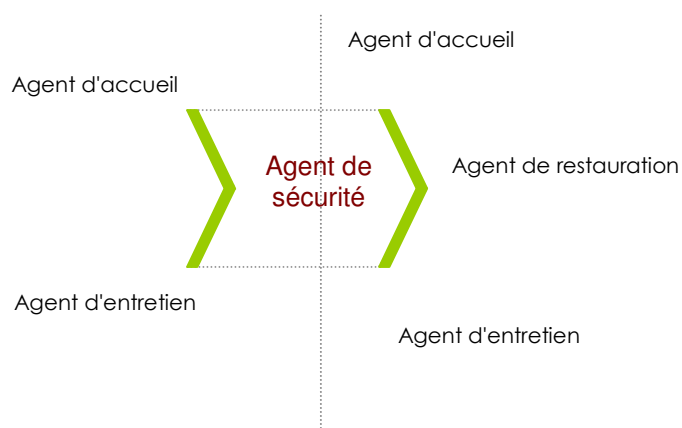 Agent d'accueil
Agent d'accueil
Agent de
sécurité
Agent de restauration
Agent d'entretien
Agent d'entretien